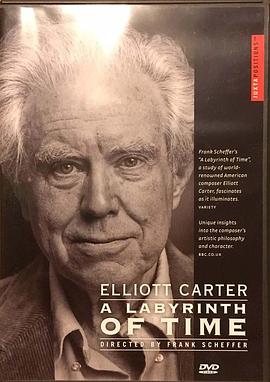 JUXTAPOSITIONS
Frank Scheffer's
"A Labyrinth of Time",
a study of world-
renowned American
composer Elliott
Carter, fascinates
as it illuminates.
VARIETY
Unique insights
into the composer's
artistic philosophy
and character.
BBC.CO.UK
ELLIOTT CARTER
A LABYRINTH
OF TIME
DIRECTED BY FRANK SCHEFFER
DVD
VIDEO